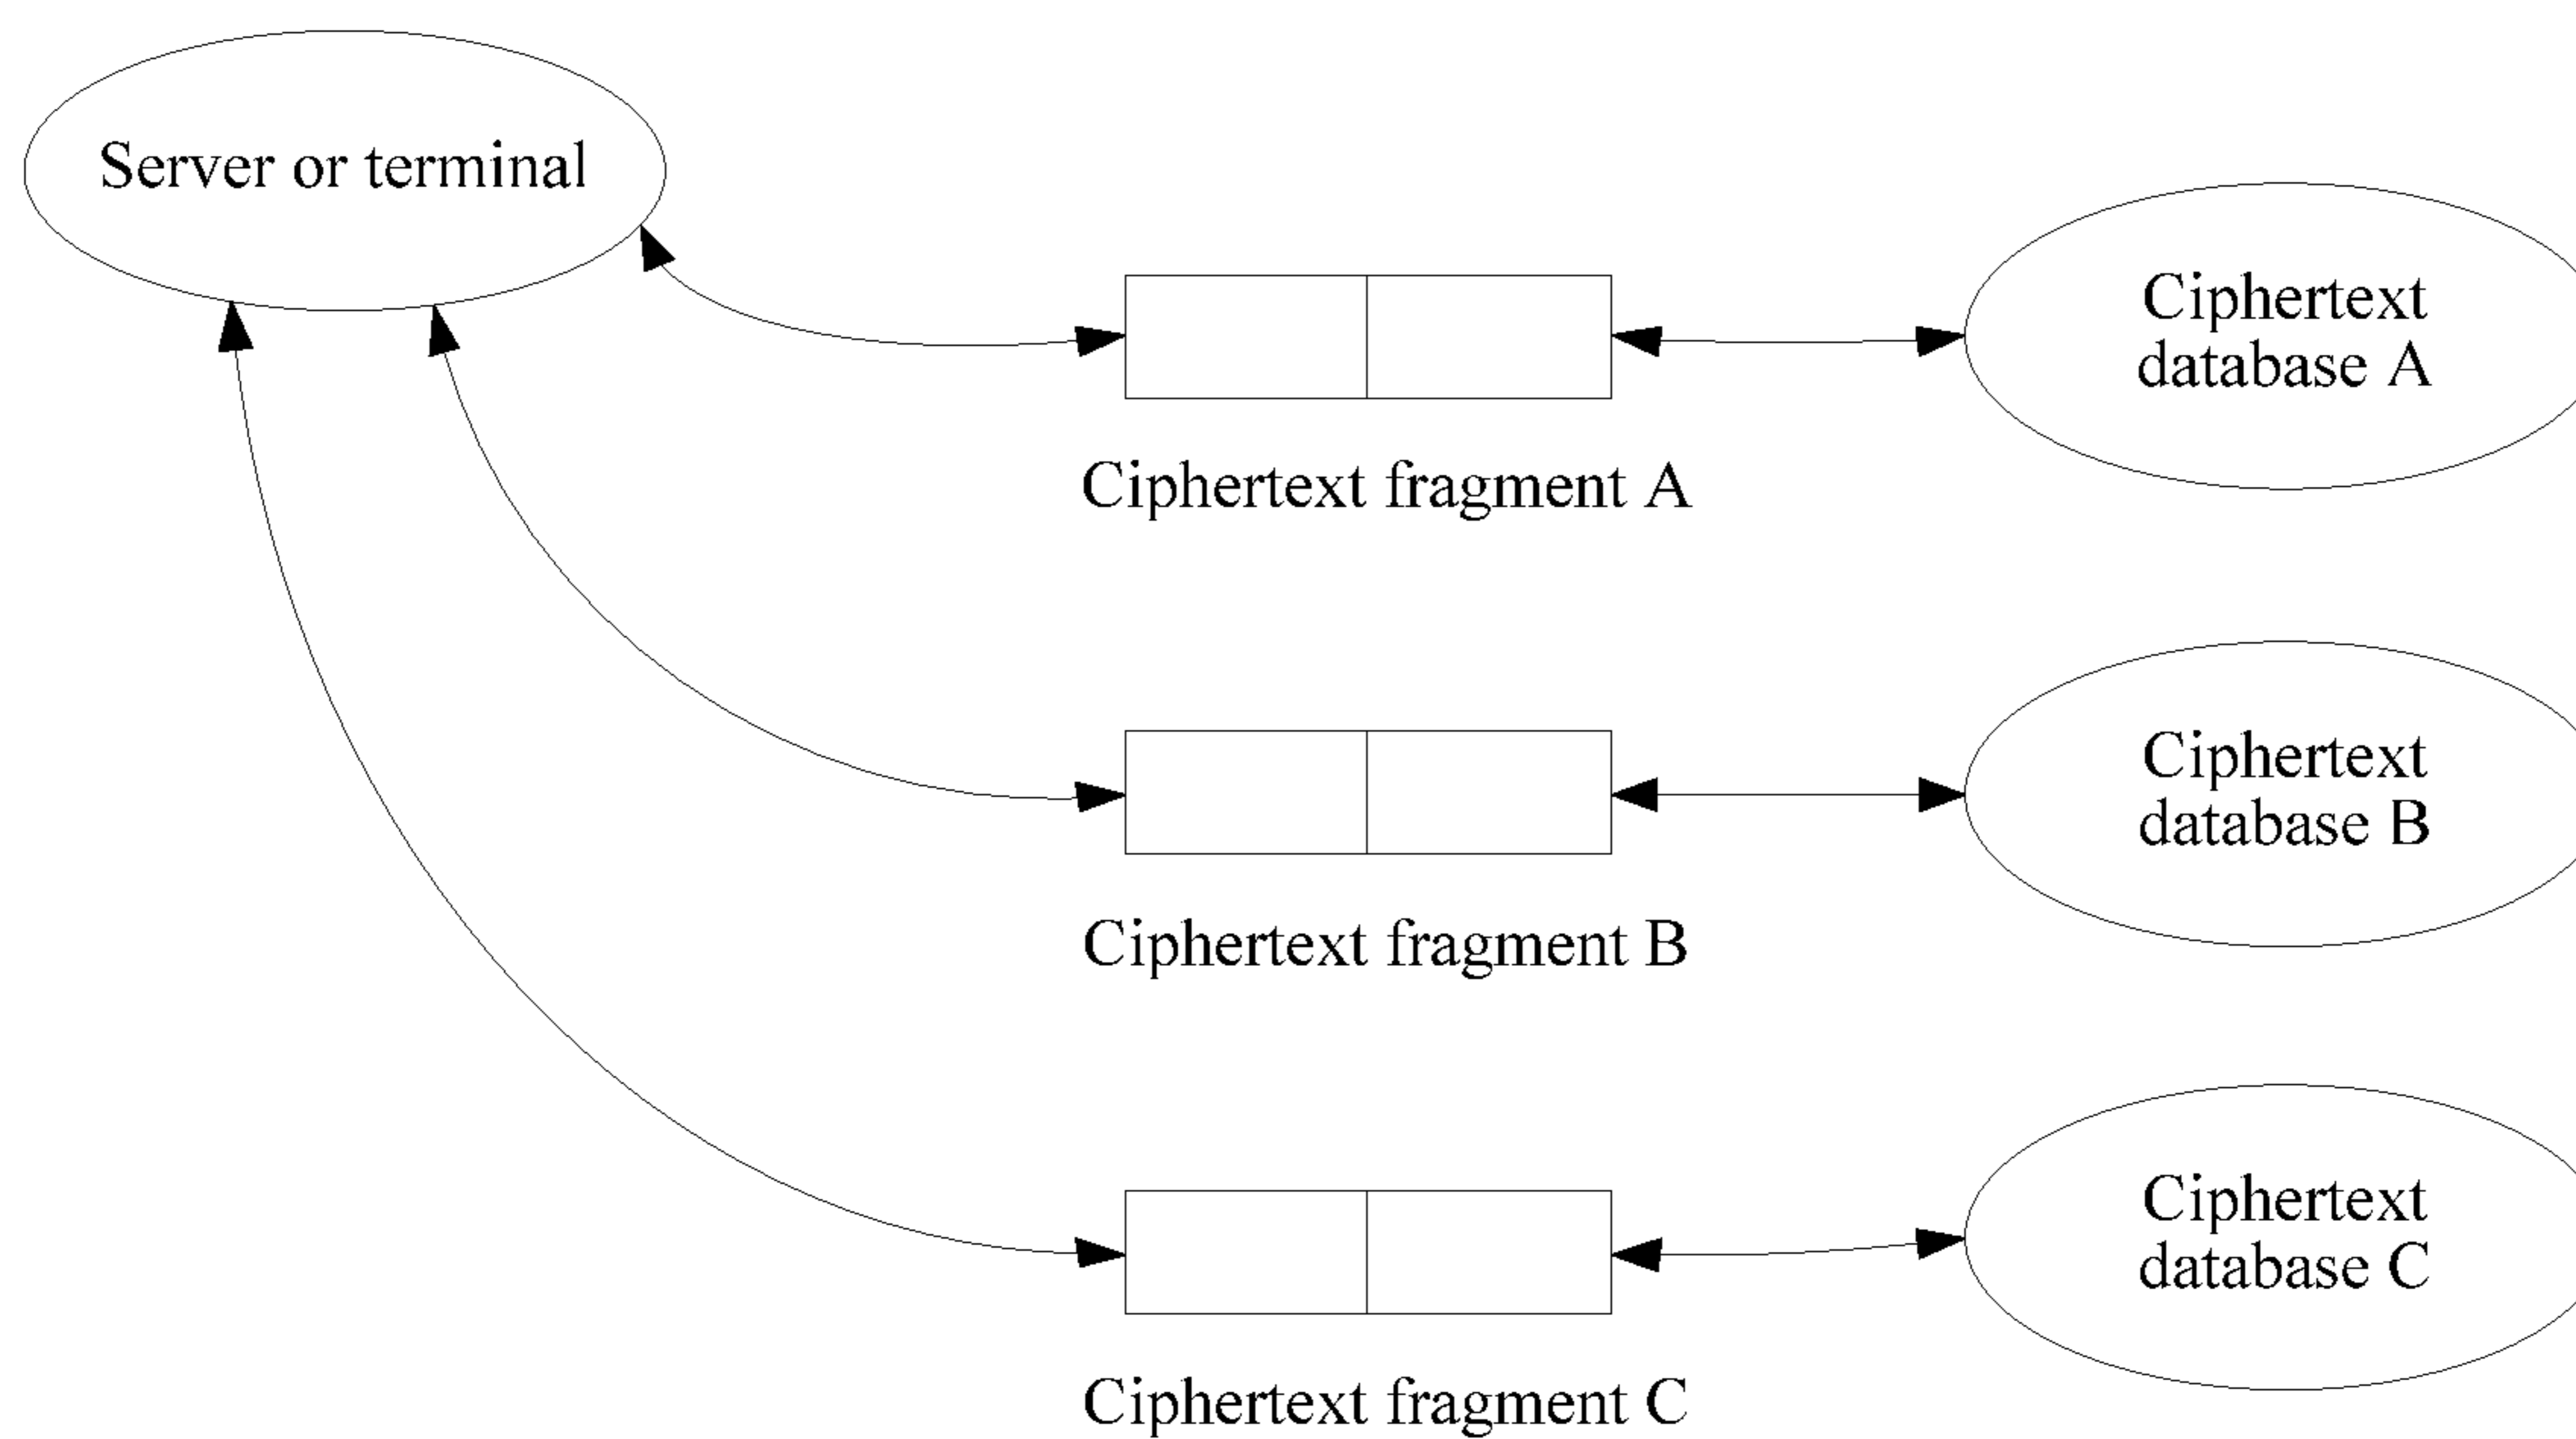 Server or terminal
Ciphertext
database A
Ciphertext fragment A
Ciphertext
database B
Ciphertext fragment B
Ciphertext
database C
Ciphertext fragment C